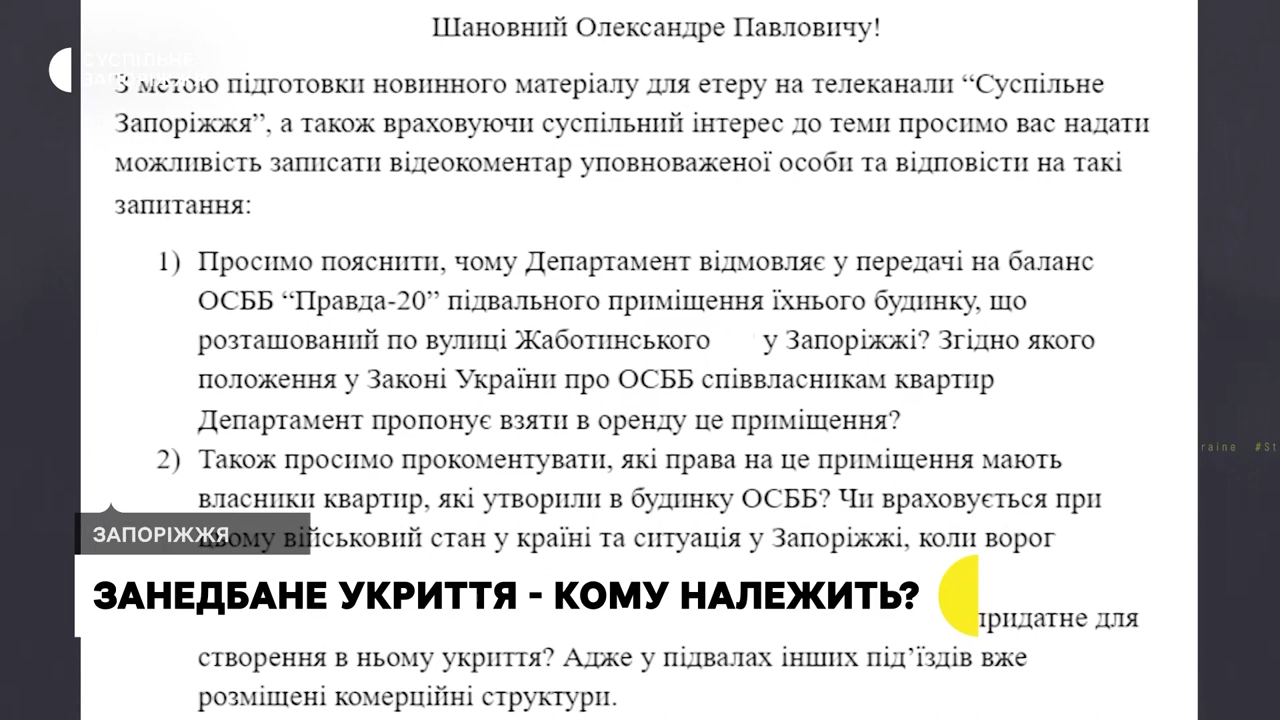 Шановний Олександре Павловичу!
СУСПІЛЬНЕ
ЗАПОРІЖЖЯ
З метою підготовки новинного матеріалу для етеру на телеканали “Суспільне
Запоріжжя”, а також враховуючи суспільний інтерес до теми просимо вас надати
можливість записати відеокоментар уповноваженої особи та відповісти на такі
запитання:
1) Просимо пояснити, чому Департамент відмовляє у передачі на баланс
ОСББ “Правда-20” підвального приміщення їхнього будинку, що
розташований по вулиці Жаботинського у Запоріжжі? Згідно якого
положення у Законі України про ОСББ співвласникам квартир
Департамент пропонує взяти в оренду це приміщення?
raine #St
2) Також просимо прокоментувати, які права на це приміщення мають
власники квартир, які утворили в будинку ОСББ? Чи враховується при
ЗАПОРІЖЖЯ
цьому військовий стан у країні та ситуація у Запоріжжі, коли ворог
ЗАНЕДБАНЕ УКРИТТЯ - КОМУ НАЛЕЖИТЬ?
придатне для
створення в ньому укриття? Адже у підвалах інших під’їздів вже
розміщені комерційні структури.